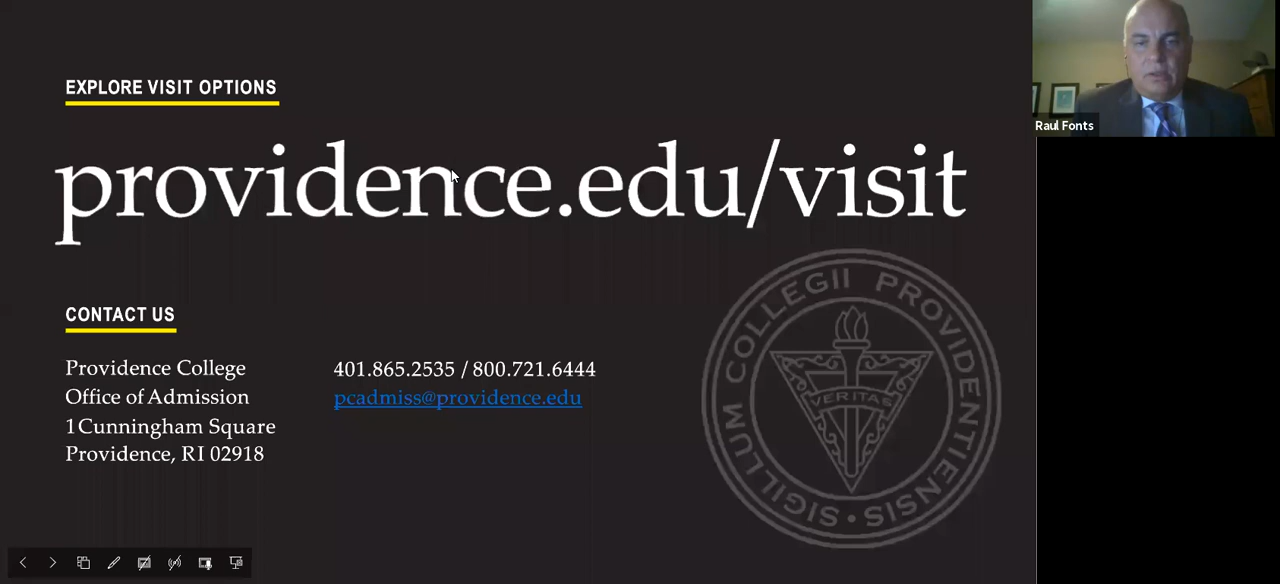 EXPLORE VISIT OPTIONS
providence.edu/visit
CONTACT US
Providence College
Office of Admission
1 Cunningham Square
Providence, RI 02918
401.865.2535 / 800.721.6444
pcadmiss@providence.edu
SIGILLUM COLLEGII PROVIDENTIENSIS
VERITAS
Raul Fonts